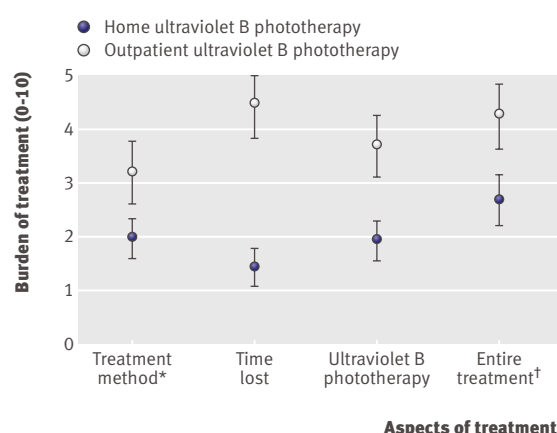 Home ultraviolet B phototherapy
Outpatient ultraviolet B phototherapy
Burden of treatment (0-10)
5
4
3
2
1
0
Treatment
method*
Time
lost
Ultraviolet B
phototherapy
Entire
treatment†
Aspects of treatment